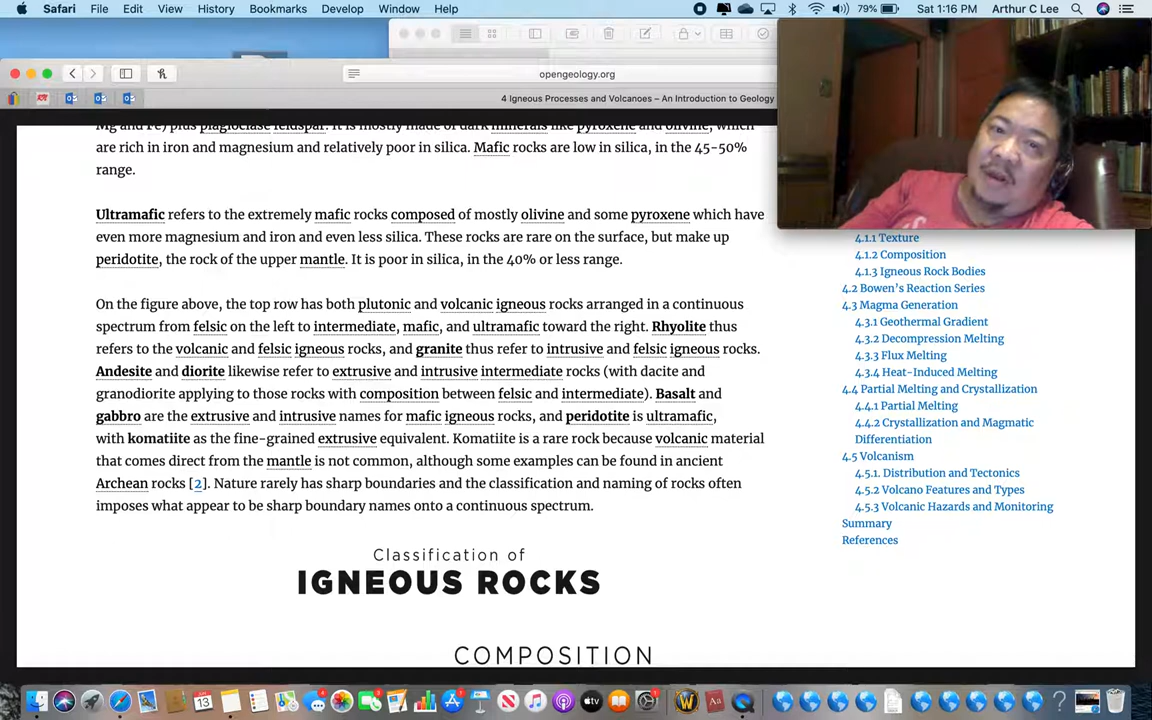 Safari File Edit View History Bookmarks Develop Window Help 79% Sat 1:16 PM Arthur C Lee
opengeology.org
4 Igneous Processes and Volcanoes – An Introduction to Geology
Mg and Fe) plus plagioclase feldspar. It is mostly made of dark minerals like pyroxene and olivine, which
are rich in iron and magnesium and relatively poor in silica. Mafic rocks are low in silica, in the 45-50%
range.
Ultramafic refers to the extremely mafic rocks composed of mostly olivine and some pyroxene which have
even more magnesium and iron and even less silica. These rocks are rare on the surface, but make up
peridotite, the rock of the upper mantle. It is poor in silica, in the 40% or less range.
On the figure above, the top row has both plutonic and volcanic igneous rocks arranged in a continuous
spectrum from felsic on the left to intermediate, mafic, and ultramafic toward the right. Rhyolite thus
refers to the volcanic and felsic igneous rocks, and granite thus refer to intrusive and felsic igneous rocks.
Andesite and diorite likewise refer to extrusive and intrusive intermediate rocks (with dacite and
granodiorite applying to those rocks with composition between felsic and intermediate). Basalt and
gabbro are the extrusive and intrusive names for mafic igneous rocks, and peridotite is ultramafic,
with komatiite as the fine-grained extrusive equivalent. Komatiite is a rare rock because volcanic material
that comes direct from the mantle is not common, although some examples can be found in ancient
Archean rocks [2]. Nature rarely has sharp boundaries and the classification and naming of rocks often
imposes what appear to be sharp boundary names onto a continuous spectrum.
Classification of
IGNEOUS ROCKS
COMPOSITION
4.1.1 Texture
4.1.2 Composition
4.1.3 Igneous Rock Bodies
4.2 Bowen's Reaction Series
4.3 Magma Generation
4.3.1 Geothermal Gradient
4.3.2 Decompression Melting
4.3.3 Flux Melting
4.3.4 Heat-Induced Melting
4.4 Partial Melting and Crystallization
4.4.1 Partial Melting
4.4.2 Crystallization and Magmatic
Differentiation
4.5 Volcanism
4.5.1. Distribution and Tectonics
4.5.2 Volcano Features and Types
4.5.3 Volcanic Hazards and Monitoring
Summary
References